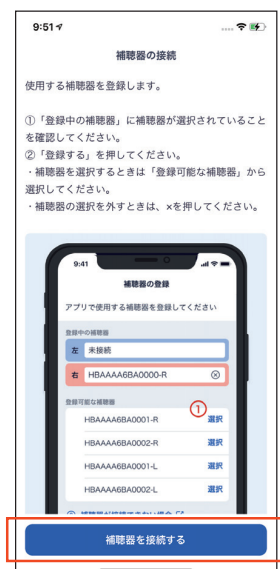 9:51
補聴器の接続
使用する補聴器を登録します。
①「登録中の補聴器」に補聴器が選択されていること
を確認してください。
②「登録する」を押してください。
・補聴器を選択するときは「登録可能な補聴器」から
選択してください。
・補聴器の選択を外すときは、×を押してください。
9:41
補聴器の登録
アプリで使用する補聴器を登録してください
登録中の補聴器
左 未接続
右 HBAAAA6BA0000-R
登録可能な補聴器
①
HBAAAA6BA0001-R 選択
HBAAAA6BA0002-R 選択
HBAAAA6BA0001-L 選択
HBAAAA6BA0002-L 選択
補聴器を接続する